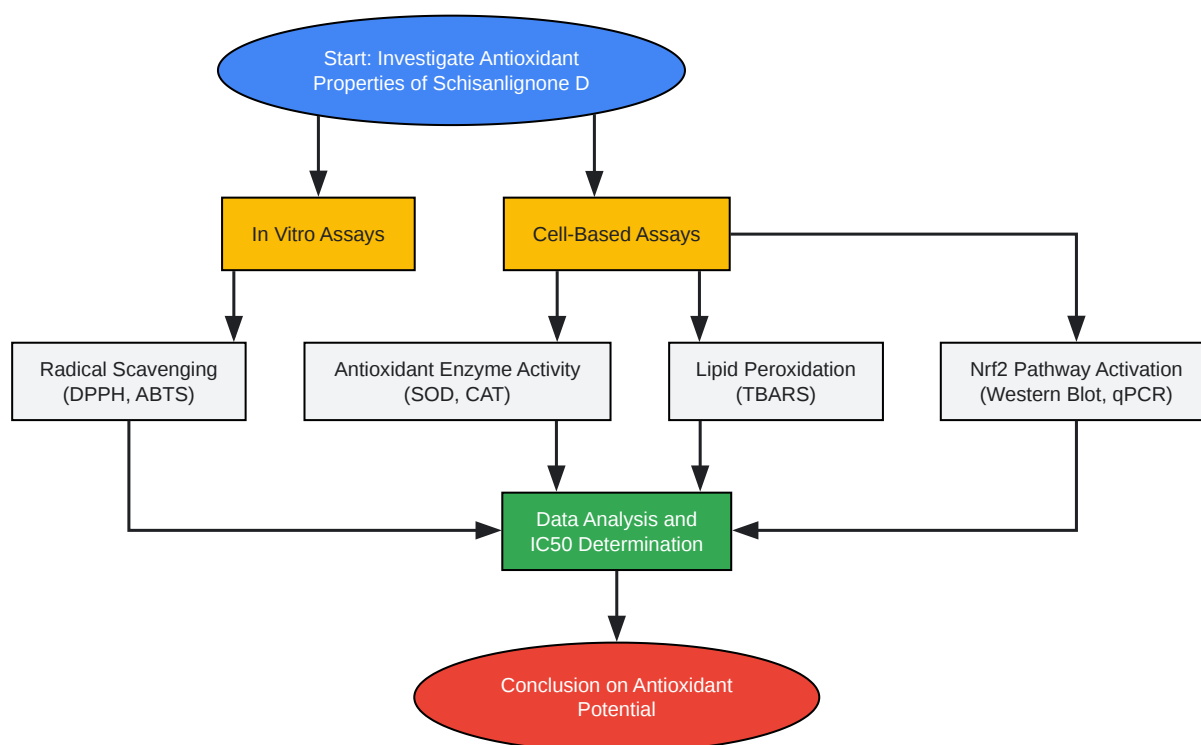 Start: Investigate Antioxidant
Properties of Schisanlignone D
In Vitro Assays
Cell-Based Assays
Radical Scavenging
(DPPH, ABTS)
Antioxidant Enzyme Activity
(SOD, CAT)
Lipid Peroxidation
(TBARS)
Nrf2 Pathway Activation
(Western Blot, qPCR)
Data Analysis and
IC50 Determination
Conclusion on Antioxidant
Potential